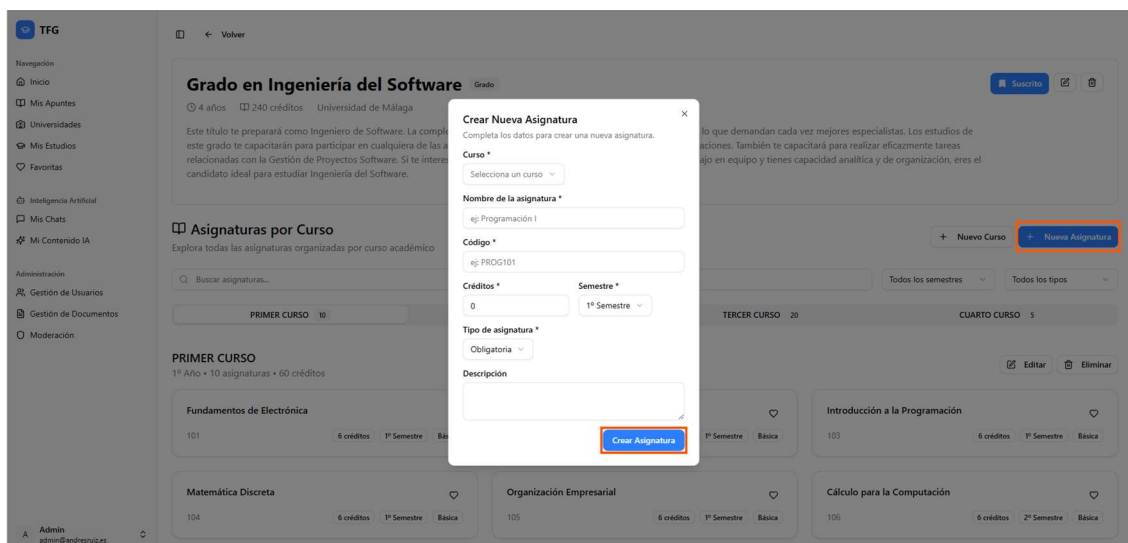 TFG
Volver
Navegación
Inicio
Mis Apuntes
Universidades
Mis Estudios
Favoritas
Inteligencia Artificial
Mis Chats
Mi Contenido IA
Administración
Gestión de Usuarios
Gestión de Documentos
Moderación
A
Admin
admin@andresruiz.es
Grado en Ingeniería del Software Grado
Suscrito
4 años 240 créditos Universidad de Málaga
Este título te preparará como Ingeniero de Software. La lo que demandan cada vez mejores especialistas. Los estudios de
este grado te capacitarán para participar en cualquiera de las También te capacitará para realizar eficazmente tareas
relacionadas con la Gestión de Proyectos Software. Si te en equipo y tienes capacidad analítica y de organización, eres el
candidato ideal para estudiar Ingeniería del Software.
Asignaturas por Curso
Explora todas las asignaturas organizadas por curso académico
+ Nuevo Curso
+ Nueva Asignatura
Buscar asignaturas...
Todos los semestres
Todos los tipos
PRIMER CURSO 10
TERCER CURSO 20
CUARTO CURSO 5
PRIMER CURSO
1º Año • 10 asignaturas • 60 créditos
Editar
Eliminar
Fundamentos de Electrónica
101 6 créditos 1º Semestre
1º Semestre Básica
Introducción a la Programación
103 6 créditos 1º Semestre Básica
Matemática Discreta
104 6 créditos 1º Semestre Básica
Organización Empresarial
105 6 créditos 1º Semestre Básica
Cálculo para la Computación
106 6 créditos 2º Semestre Básica
Crear Nueva Asignatura
Completa los datos para crear una nueva asignatura.
Curso *
Selecciona un curso
Nombre de la asignatura *
ej: Programación I
Código *
ej: PROG101
Créditos * Semestre *
0 1º Semestre
Tipo de asignatura *
Obligatoria
Descripción
Crear Asignatura